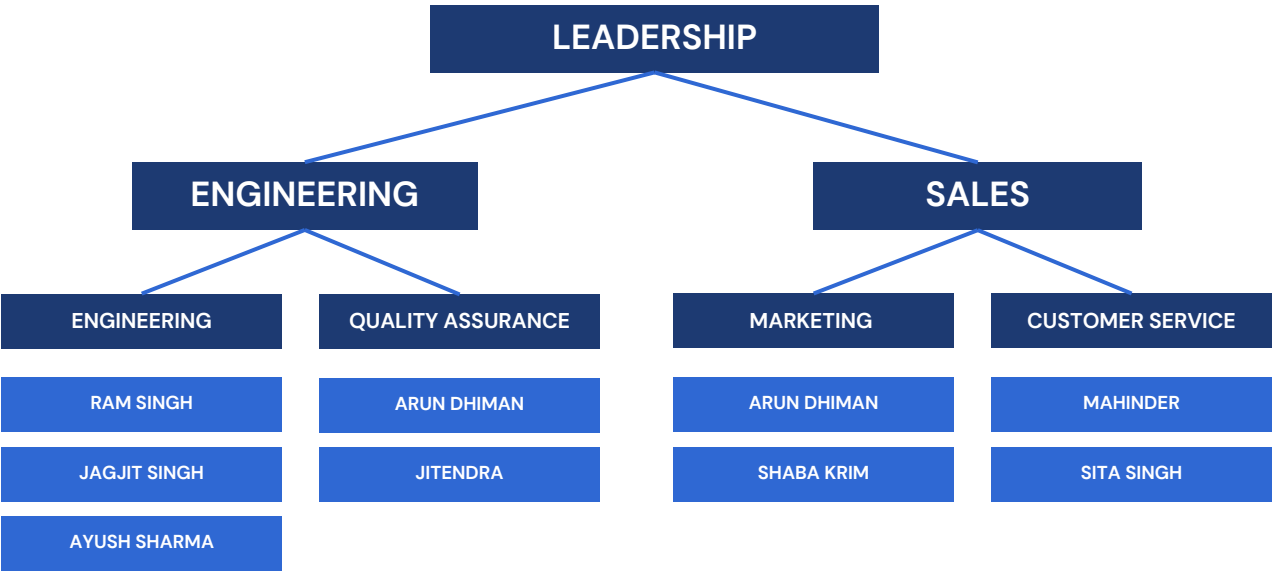 LEADERSHIP
ENGINEERING
SALES
ENGINEERING
QUALITY ASSURANCE
MARKETING
CUSTOMER SERVICE
RAM SINGH
ARUN DHIMAN
ARUN DHIMAN
MAHINDER
JAGJIT SINGH
JITENDRA
SHABA KRIM
SITA SINGH
AYUSH SHARMA